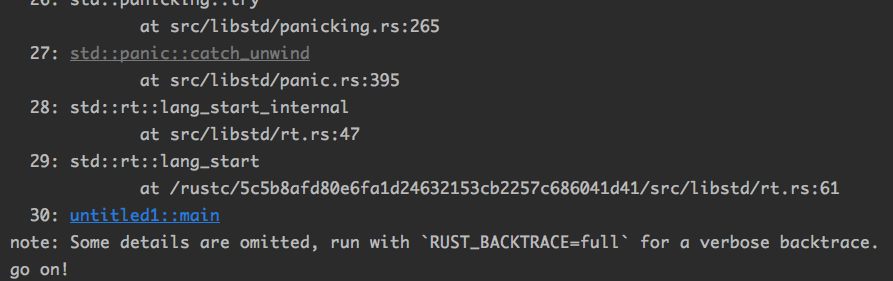 26: std::panicking::try
at src/libstd/panicking.rs:265
27: std::panic::catch_unwind
at src/libstd/panic.rs:395
28: std::rt::lang_start_internal
at src/libstd/rt.rs:47
29: std::rt::lang_start
at /rustc/5c5b8afd80e6fa1d24632153cb2257c686041d41/src/libstd/rt.rs:61
30: untitled1::main
note: Some details are omitted, run with `RUST_BACKTRACE=full` for a verbose backtrace.
go on!